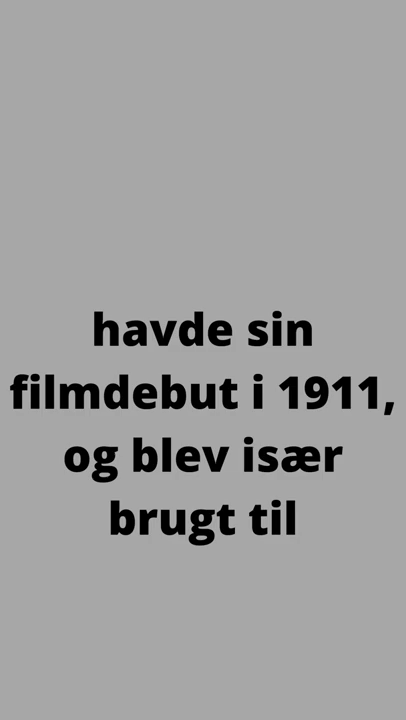 havde sin
filmdebut i 1911,
og blev især
brugt til